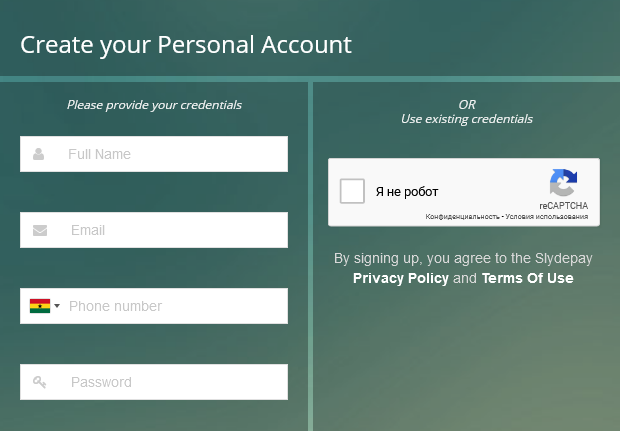 Create your Personal Account
Please provide your credentials
Full Name
Email
Phone number
Password
OR
Use existing credentials
Я не робот
reCAPTCHA
Конфиденциальность • Условия использования
By signing up, you agree to the Slydepay
Privacy Policy and Terms Of Use